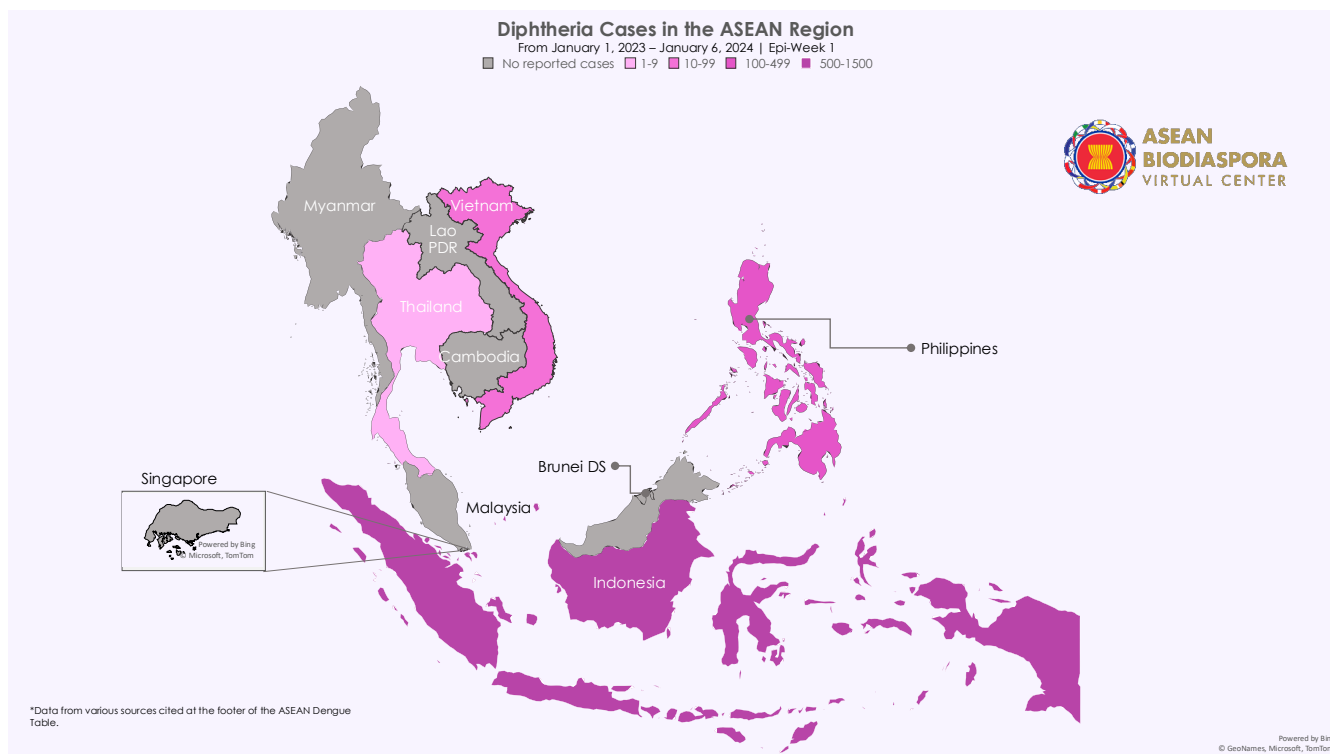 Diphtheria Cases in the ASEAN Region
From January 1, 2023 – January 6, 2024 | Epi-Week 1
No reported cases 1-9 10-99 100-499 500-1500
ASEAN
BIODIASPORA
VIRTUAL CENTER
Myanmar
Vietnam
Lao
PDR
Thailand
Cambodia
Philippines
Brunei DS
Singapore
Malaysia
Powered by Bing
© Microsoft, TomTom
Indonesia
*Data from various sources cited at the footer of the ASEAN Dengue
Table.
Powered by Bin
© GeoNames, Microsoft, TomTom